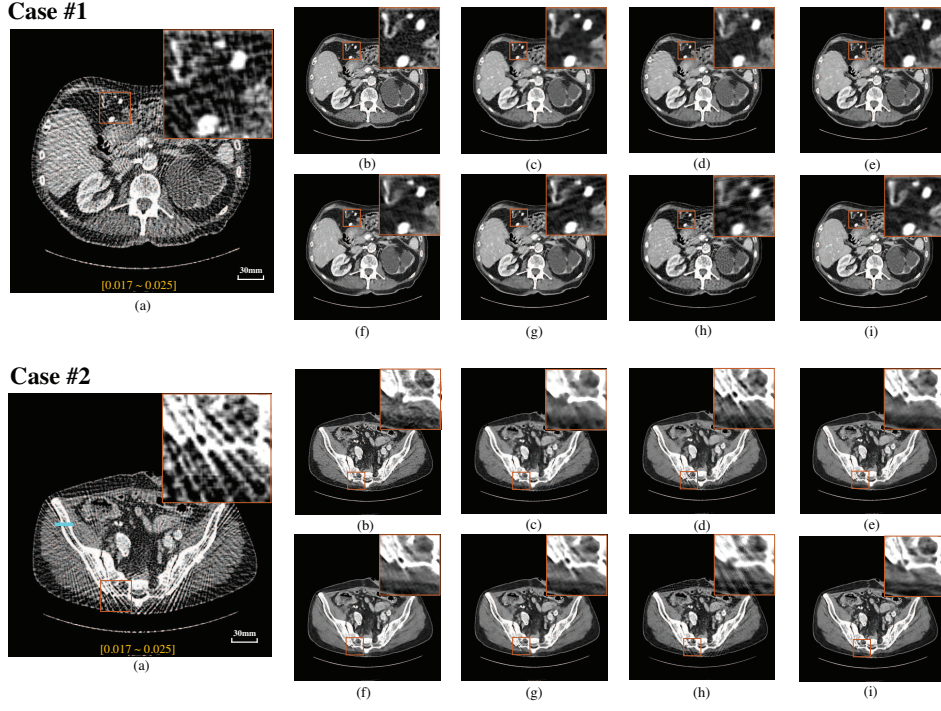 Case #1
30mm
[0.017 ~ 0.025]
(a)
(b)
(c)
(d)
(e)
(f)
(g)
(h)
(i)
Case #2
30mm
[0.017 ~ 0.025]
(a)
(b)
(c)
(d)
(e)
(f)
(g)
(h)
(i)